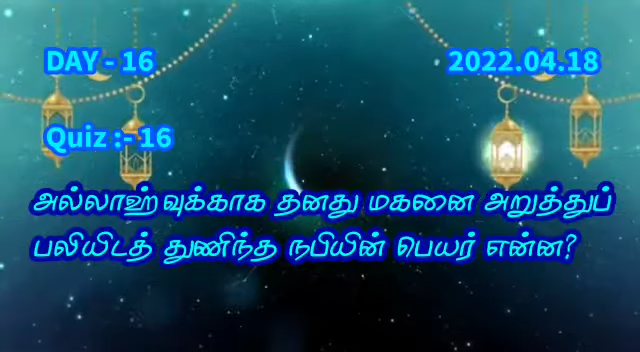 DAY - 16
2022.04.18
Quiz :- 16
அல்லாஹ்வுக்காக தனது மகனை அறுத்துப்
பலியிடத் துணிந்த நபியின் பெயர் என்ன?